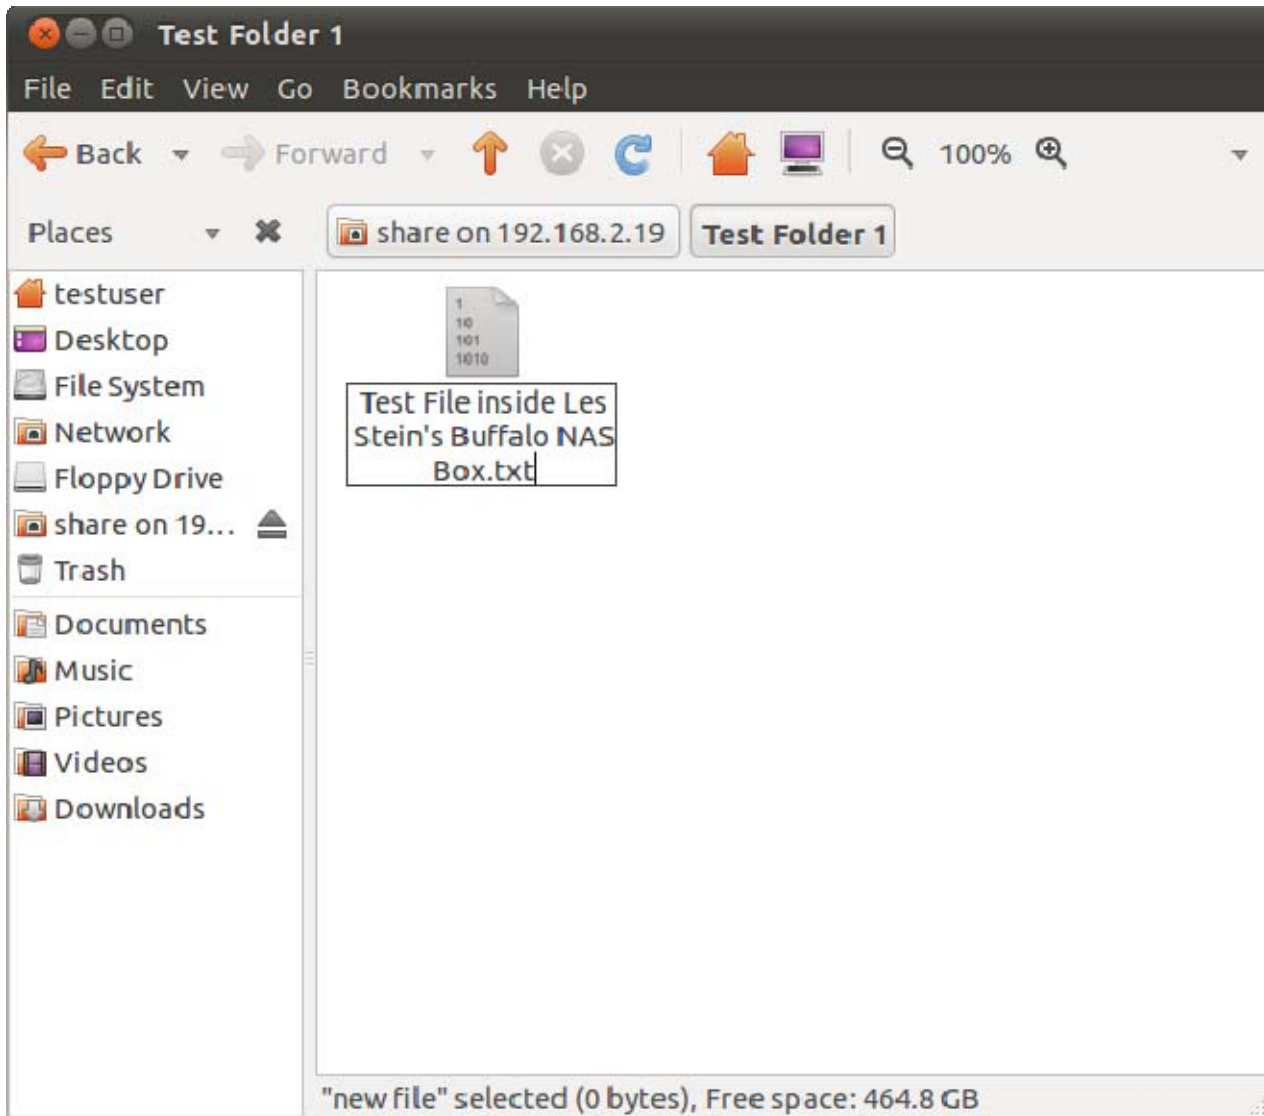 Test Folder 1
File Edit View Go Bookmarks Help
Back Forward 100%
Places share on 192.168.2.19 Test Folder 1
testuser
Desktop
File System
Network
Floppy Drive
share on 19...
Trash
Documents
Music
Pictures
Videos
Downloads
1
10
101
1010
Test File inside Les
Stein's Buffalo NAS
Box.txt
"new file" selected (0 bytes), Free space: 464.8 GB